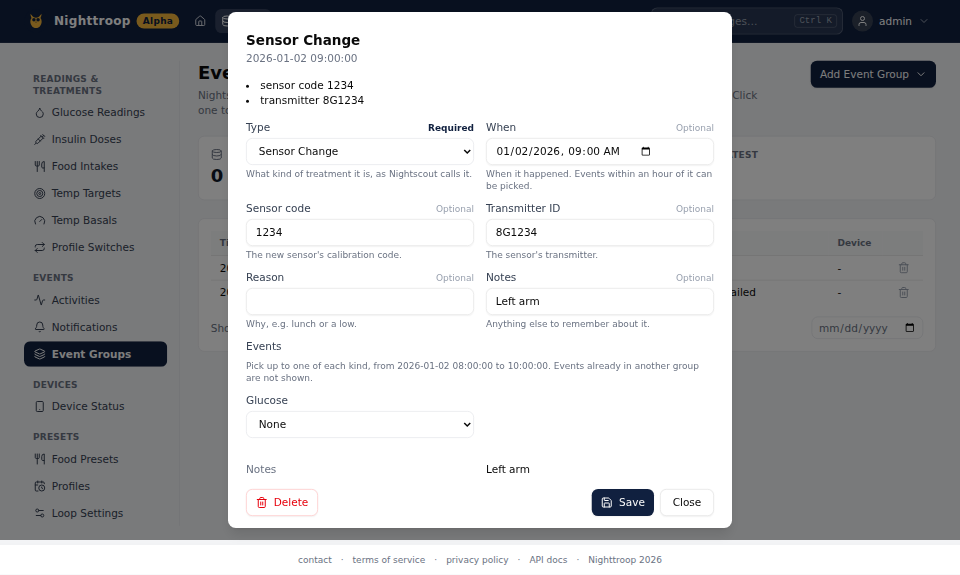 Nighttroop Alpha
ges... Ctrl K
admin
READINGS &
TREATMENTS
Glucose Readings
Insulin Doses
Food Intakes
Temp Targets
Temp Basals
Profile Switches
EVENTS
Activities
Notifications
Event Groups
DEVICES
Device Status
PRESETS
Food Presets
Profiles
Loop Settings
Add Event Group
Click
one to
0
Device
-
-
mm/dd/yyyy
Sensor Change
2026-01-02 09:00:00
• sensor code 1234
• transmitter 8G1234
Type Required
When Optional
Sensor Change
01/02/2026, 09:00 AM
What kind of treatment it is, as Nightscout calls it.
When it happened. Events within an hour of it can
be picked.
Sensor code Optional
Transmitter ID Optional
1234
8G1234
The new sensor's calibration code.
The sensor's transmitter.
Reason Optional
Notes Optional
Left arm
Why, e.g. lunch or a low.
Anything else to remember about it.
Events
Pick up to one of each kind, from 2026-01-02 08:00:00 to 10:00:00. Events already in another group
are not shown.
Glucose
None
Notes Left arm
Delete
Save
Close
contact · terms of service · privacy policy · API docs · Nighttroop 2026